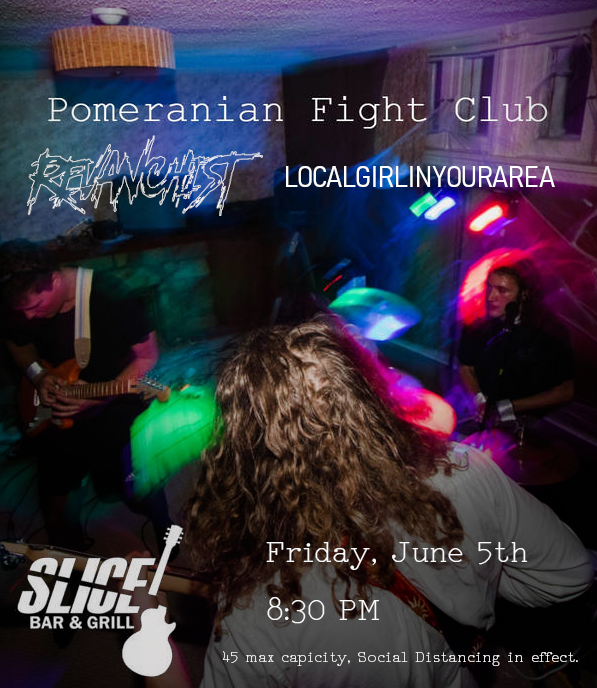 Pomeranian Fight Club
REVANCHIST LOCALGIRLINYOURAREA
Friday, June 5th
SLICE
BAR & GRILL
8:30 PM
45 max capicity, Social Distancing in effect.